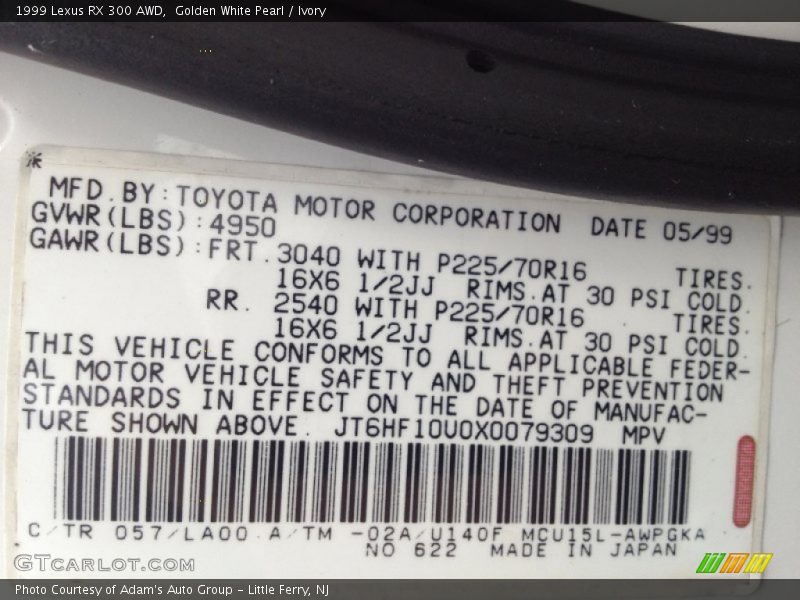 1999 Lexus RX 300 AWD,  Golden White Pearl / Ivory
MFD.BY:TOYOTA MOTOR CORPORATION DATE 05/99
GVWR(LBS):4950
GAWR(LBS):FRT.3040 WITH P225/70R16 TIRES.
16X6 1/2JJ RIMS.AT 30 PSI COLD.
RR. 2540 WITH P225/70R16 TIRES.
16X6 1/2JJ RIMS.AT 30 PSI COLD.
THIS VEHICLE CONFORMS TO ALL APPLICABLE FEDER-
AL MOTOR VEHICLE SAFETY AND THEFT PREVENTION
STANDARDS IN EFFECT ON THE DATE OF MANUFAC-
TURE SHOWN ABOVE. JT6HF10U0X0079309 MPV
C/TR 057/LA00 A/TM -02A/U140F MCU15L-AWPGKA
NO 622 MADE IN JAPAN
GTCARLOT.COM
Photo Courtesy of Adam's Auto Group – Little Ferry, NJ